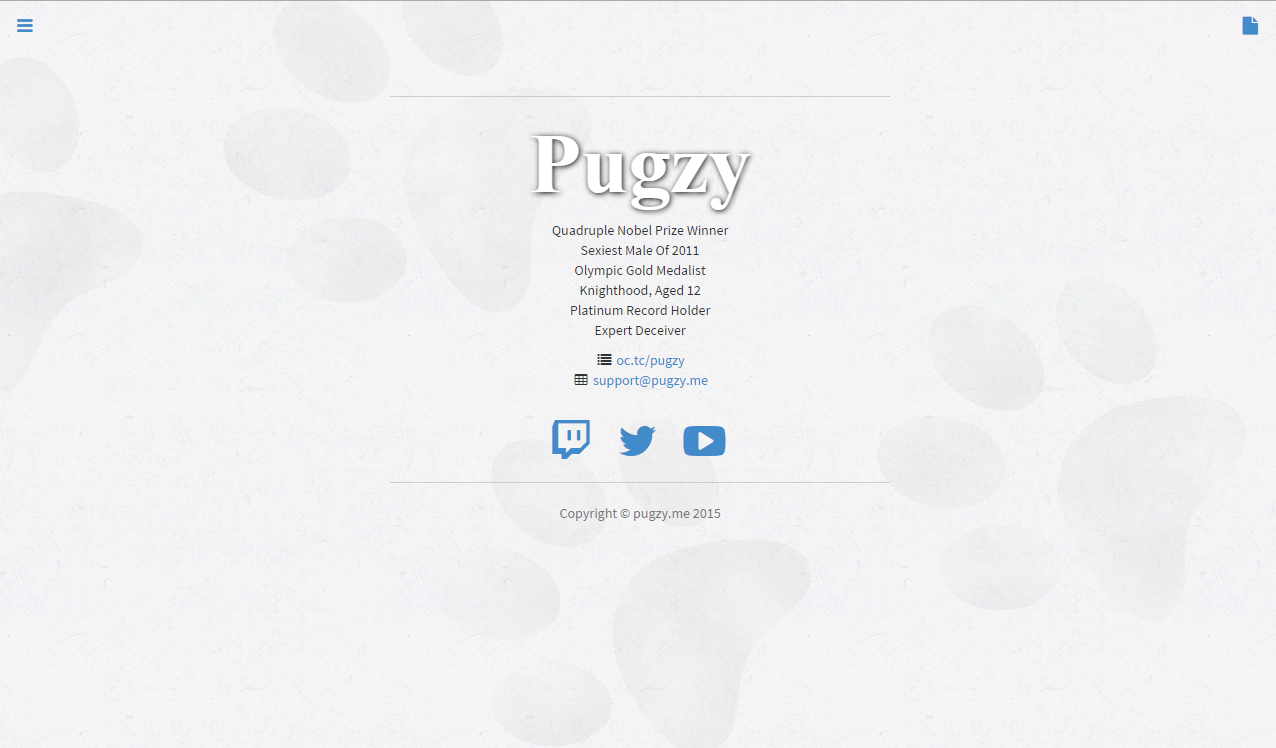 Pugzy
Quadruple Nobel Prize Winner
Sexiest Male Of 2011
Olympic Gold Medalist
Knighthood, Aged 12
Platinum Record Holder
Expert Deceiver
oc.tc/pugzy
support@pugzy.me
Copyright © pugzy.me 2015